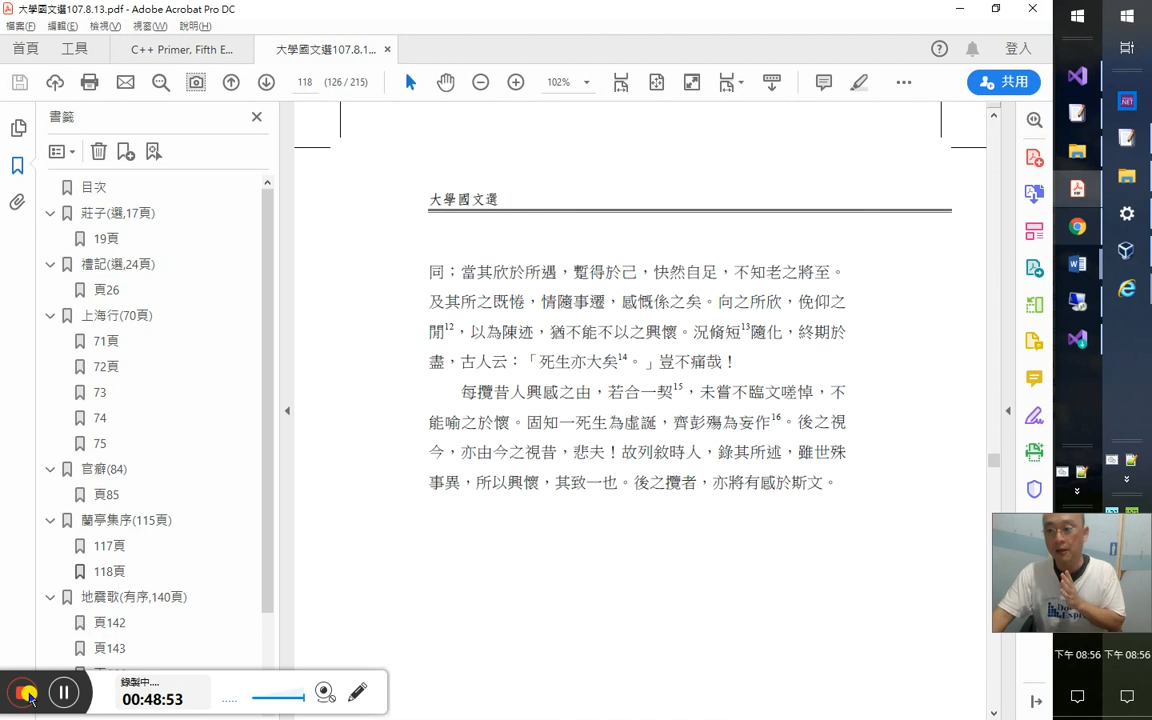 大學國文選107.8.13.pdf - Adobe Acrobat Pro DC
檔案(F) 編輯(E) 檢視(V) 視窗(W) 說明(H)
首頁 工具 C++ Primer, Fifth E... 大學國文選107.8.1... × 登入
118 (126 / 215) 102% 共用
書籤
目次
莊子(選,17頁)
19頁
禮記(選,24頁)
頁26
上海行(70頁)
71頁
72頁
73
74
75
官癖(84)
頁85
蘭亭集序(115頁)
117頁
118頁
地震歌(有序,140頁)
頁142
頁143
大學國文選
同；當其欣於所遇，蹔得於己，快然自足，不知老之將至。
及其所之既惓，情隨事遷，感慨係之矣。向之所欣，俛仰之
閒12，以為陳迹，猶不能不以之興懷。況脩短13隨化，終期於
盡，古人云：「死生亦大矣14。」豈不痛哉！
每攬昔人興感之由，若合一契15，未嘗不臨文嗟悼，不
能喻之於懷。固知一死生為虛誕，齊彭殤為妄作16。後之視
今，亦由今之視昔，悲夫！故列敘時人，錄其所述，雖世殊
事異，所以興懷，其致一也。後之攬者，亦將有感於斯文。
錄製中....
00:48:53
下午 08:56 下午 08:56